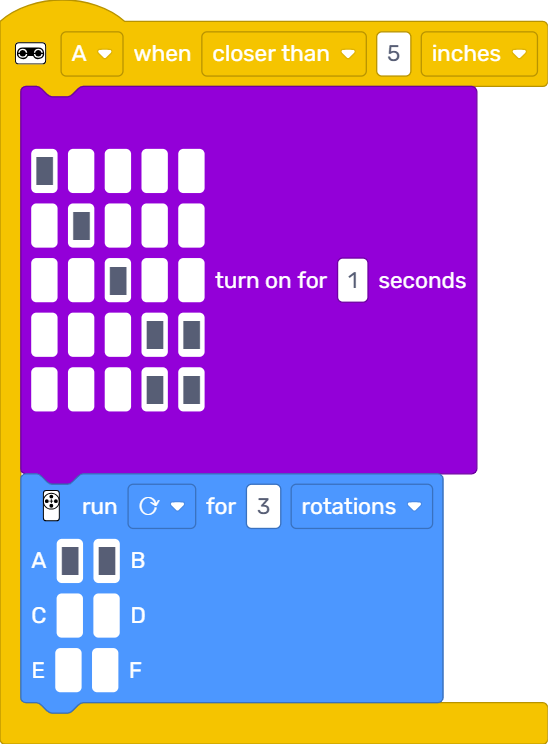 A when closer than 5 inches
turn on for 1 seconds
run for 3 rotations
A B
C D
E F